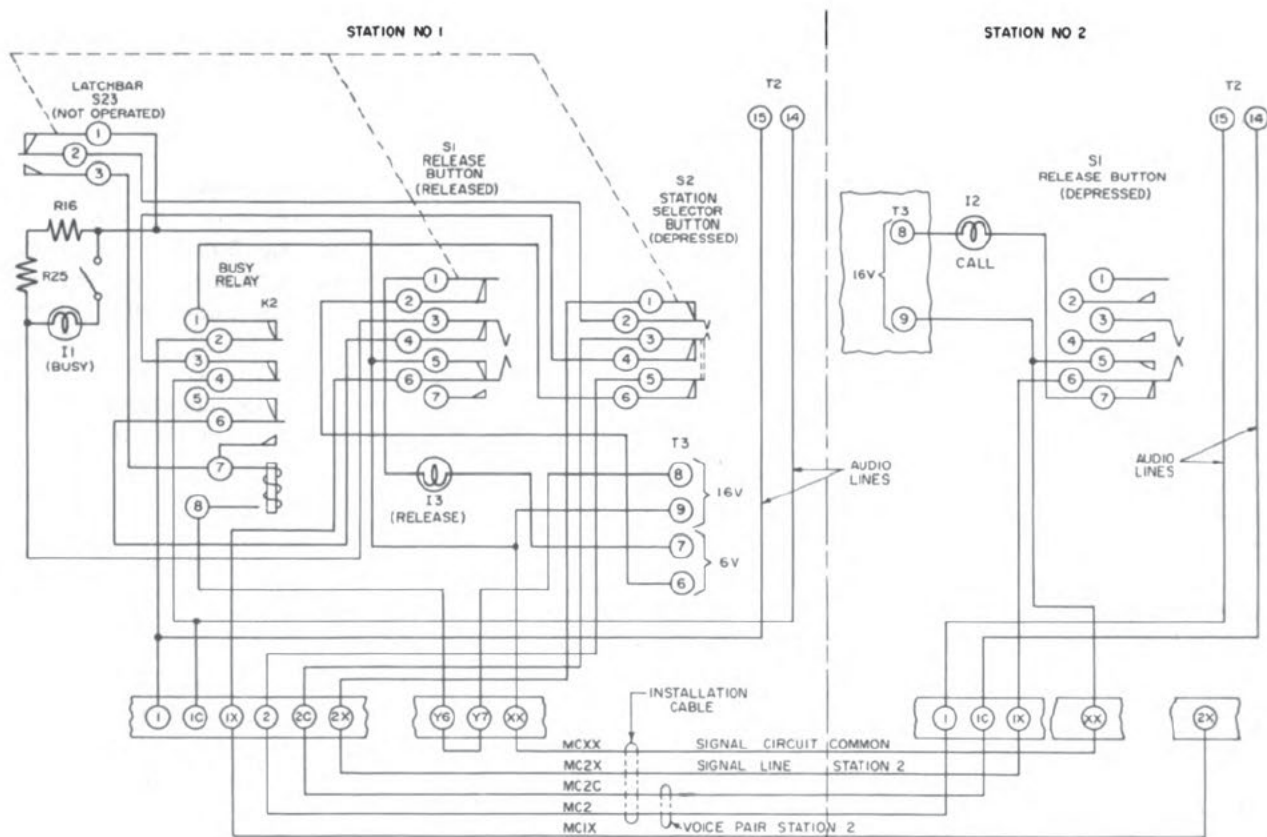 STATION NO 1
STATION NO 2
LATCHBAR
S23
(NOT OPERATED)
1
2
3
R16
R25
I1
(BUSY)
BUSY
RELAY
K2
1
2
3
4
5
6
7
8
S1
RELEASE
BUTTON
(RELEASED)
1
2
3
4
5
6
7
I3
(RELEASE)
S2
STATION
SELECTOR
BUTTON
(DEPRESSED)
1
2
3
4
5
6
T3
8
9
16V
7
6
6V
T2
15 14
AUDIO
LINES
T3
8
16V
9
I2
CALL
S1
RELEASE BUTTON
(DEPRESSED)
1
2
3
4
5
6
7
T2
15 14
AUDIO
LINES
1 1C 1X 2 2C 2X
Y6 Y7 XX
INSTALLATION
CABLE
1 1C 1X XX 2X
MCXX SIGNAL CIRCUIT COMMON
MC2X SIGNAL LINE STATION 2
MC2C
MC2
MC1X VOICE PAIR STATION 2